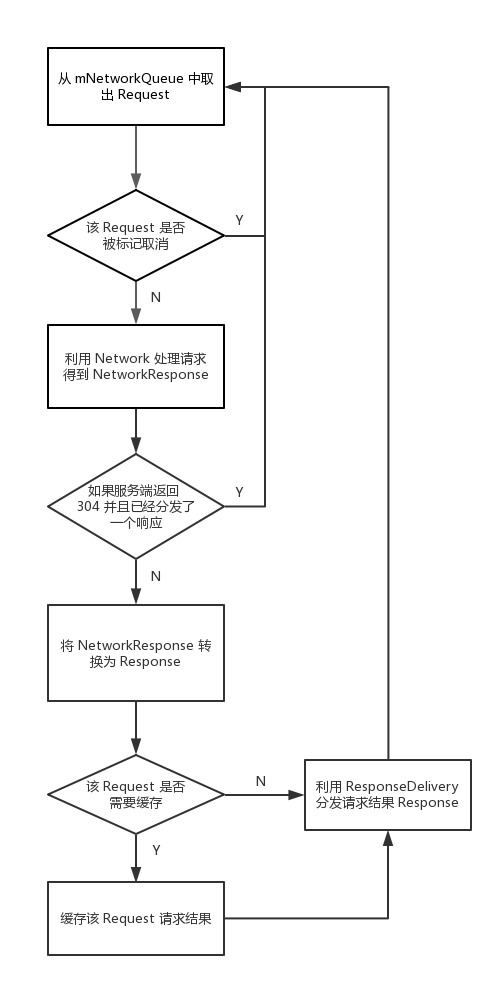 从 mNetworkQueue 中取
出 Request
该 Request 是否
被标记取消
Y
N
利用 Network 处理请求
得到 NetworkResponse
如果服务端返回
304 并且已经分发了
一个响应
Y
N
将 NetworkResponse 转
换为 Response
该 Request 是否
需要缓存
N
利用 ResponseDelivery
分发请求结果 Response
Y
缓存该 Request 请求结果